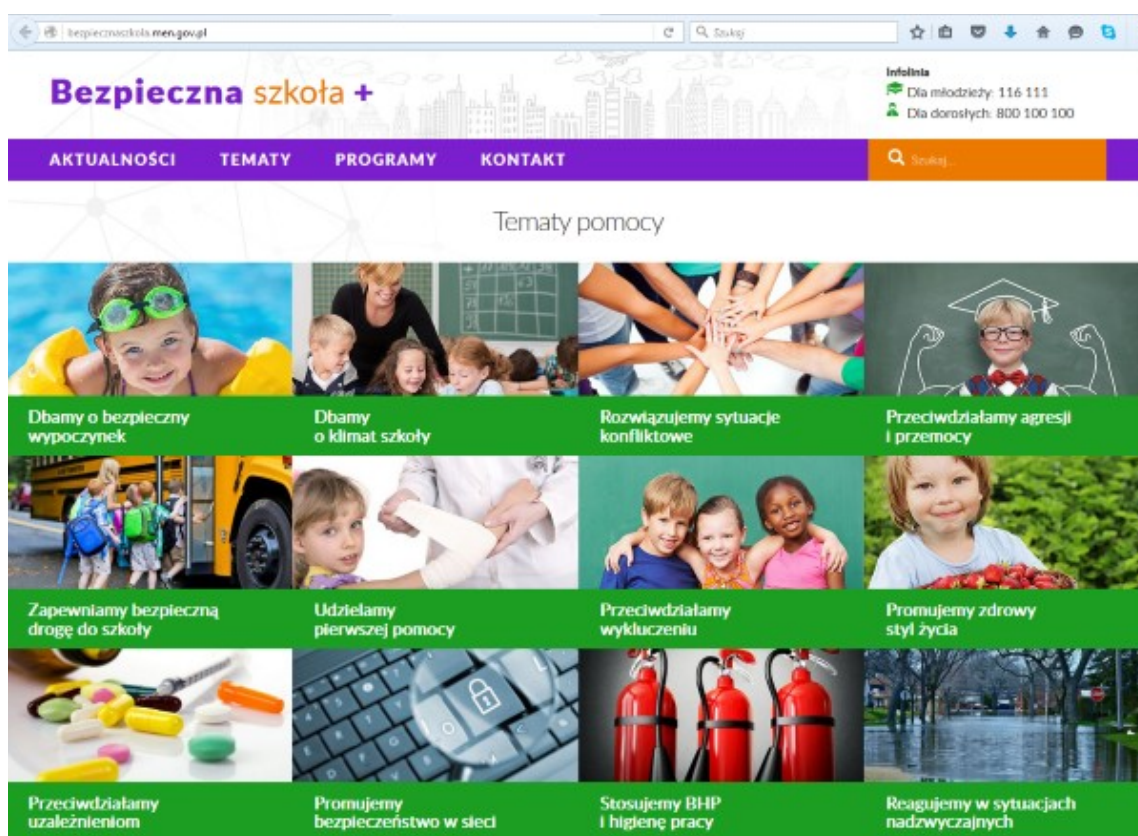 bezpiecznaszkola.men.gov.pl
Szukaj
Bezpieczna szkoła +
Infolinia
Dla młodzieży: 116 111
Dla dorosłych: 800 100 100
AKTUALNOŚCI TEMATY PROGRAMY KONTAKT
Szukaj...
Tematy pomocy
Dbamy o bezpieczny
wypoczynek
Dbamy
o klimat szkoły
Rozwiązujemy sytuacje
konfliktowe
Przeciwdziałamy agresji
i przemocy
Zapewniamy bezpieczną
drogę do szkoły
Udzielamy
pierwszej pomocy
Przeciwdziałamy
wykluczeniu
Promujemy zdrowy
styl życia
Przeciwdziałamy
uzależnieniom
Promujemy
bezpieczeństwo w sieci
Stosujemy BHP
i higienę pracy
Reagujemy w sytuacjach
nadzwyczajnych